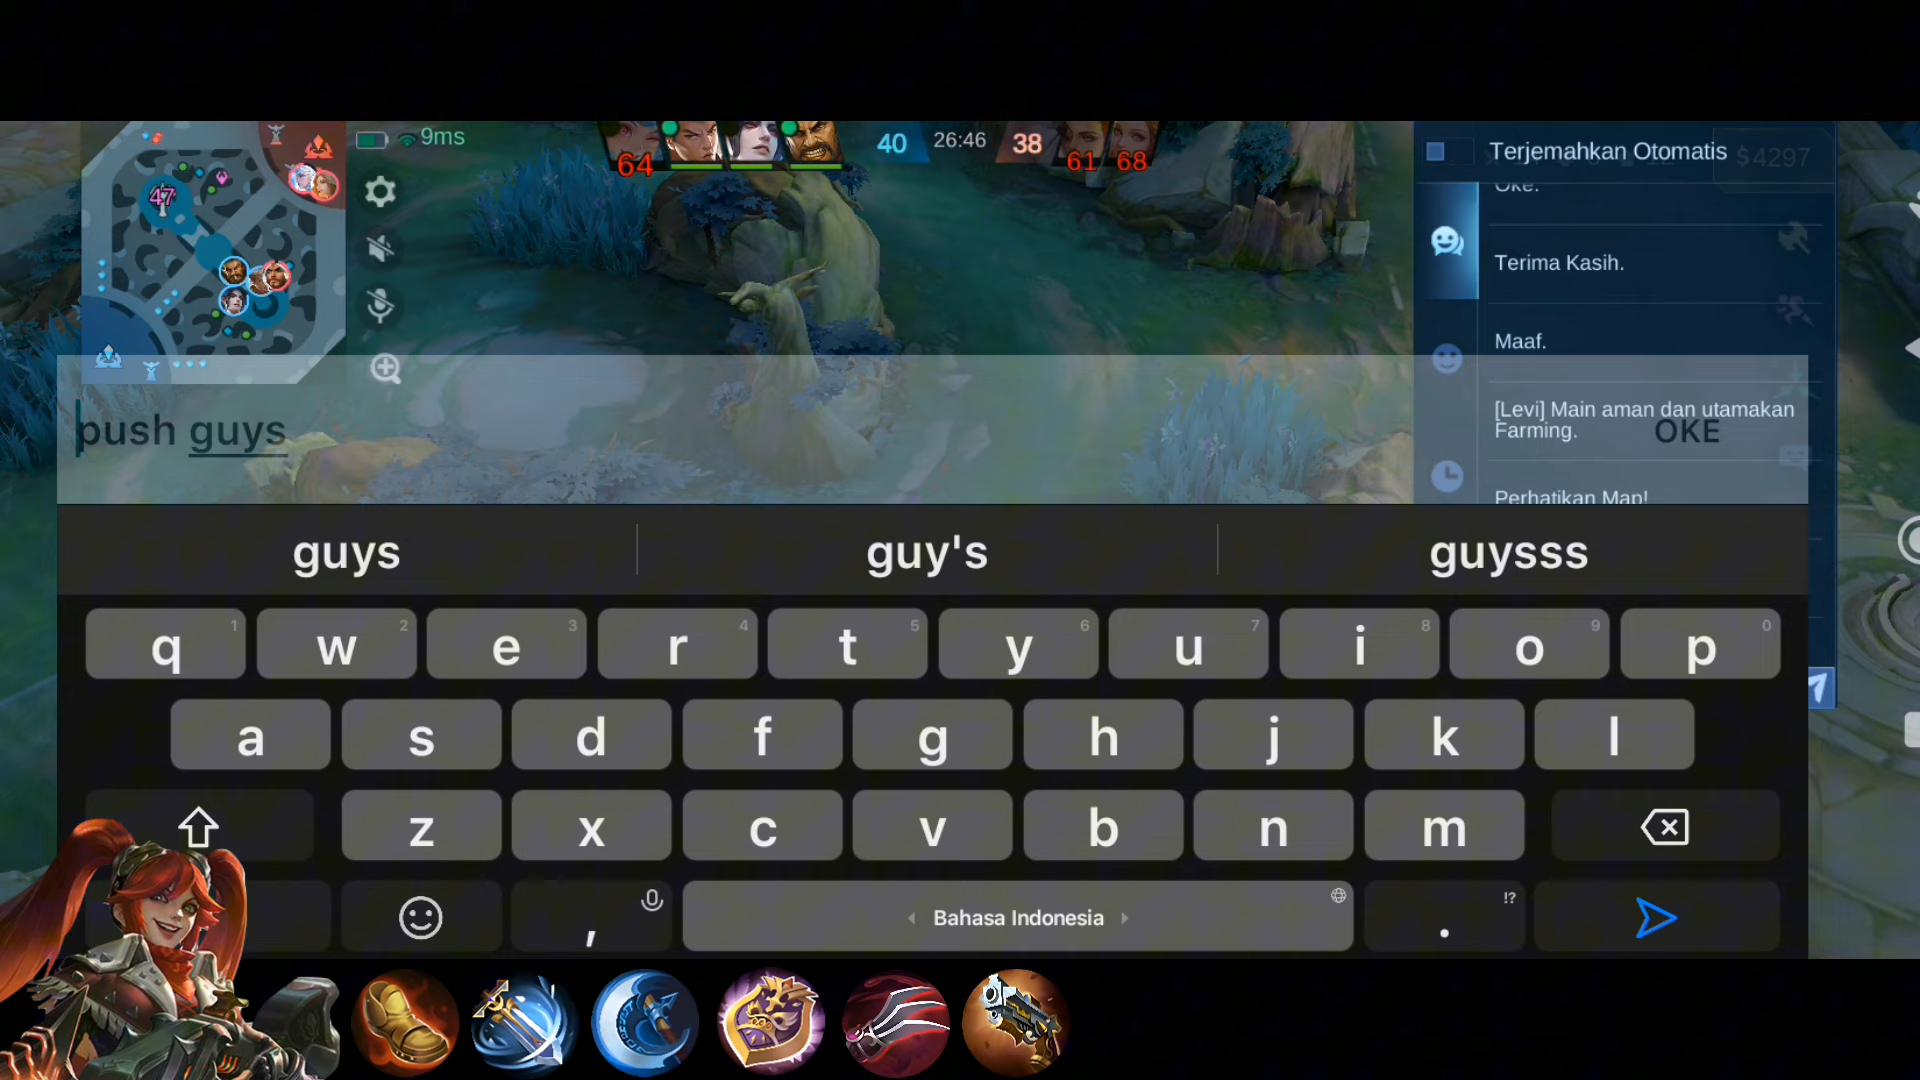 9ms
64
40
26:46
38
61
68
Terjemahkan Otomatis
$4297
Oke.
47
Terima Kasih.
Maaf.
[Levi] Main aman dan utamakan
Farming.
push guys
OKE
Perhatikan Map!
guys
guy's
guysss
q 1
w 2
e 3
r 4
t 5
y 6
u 7
i 8
o 9
p 0
a
s
d
f
g
h
j
k
l
z
x
c
v
b
n
m
,
Bahasa Indonesia
.
!?